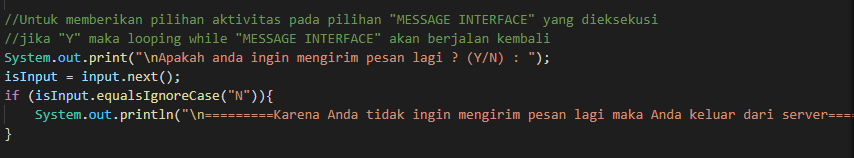 //Untuk memberikan pilihan aktivitas pada pilihan "MESSAGE INTERFACE" yang dieksekusi
//jika "Y" maka looping while "MESSAGE INTERFACE" akan berjalan kembali
System.out.print("\nApakah anda ingin mengirim pesan lagi ? (Y/N) : ");
isInput = input.next();
if (isInput.equalsIgnoreCase("N")){
    System.out.println("\n=========Karena Anda tidak ingin mengirim pesan lagi maka Anda keluar dari server====
}